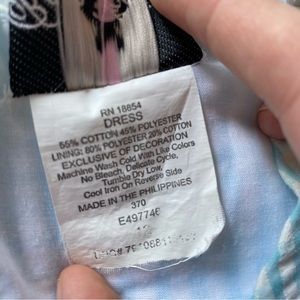 RN 18854
DRESS
55% COTTON 45% POLYESTER
LINING: 80% POLYESTER 20% COTTON
EXCLUSIVE OF DECORATION
Machine Wash Cold With Like Colors
No Bleach, Delicate Cycle,
Tumble Dry Low,
Cool Iron On Reverse Side
MADE IN THE PHILIPPINES
370
E497746